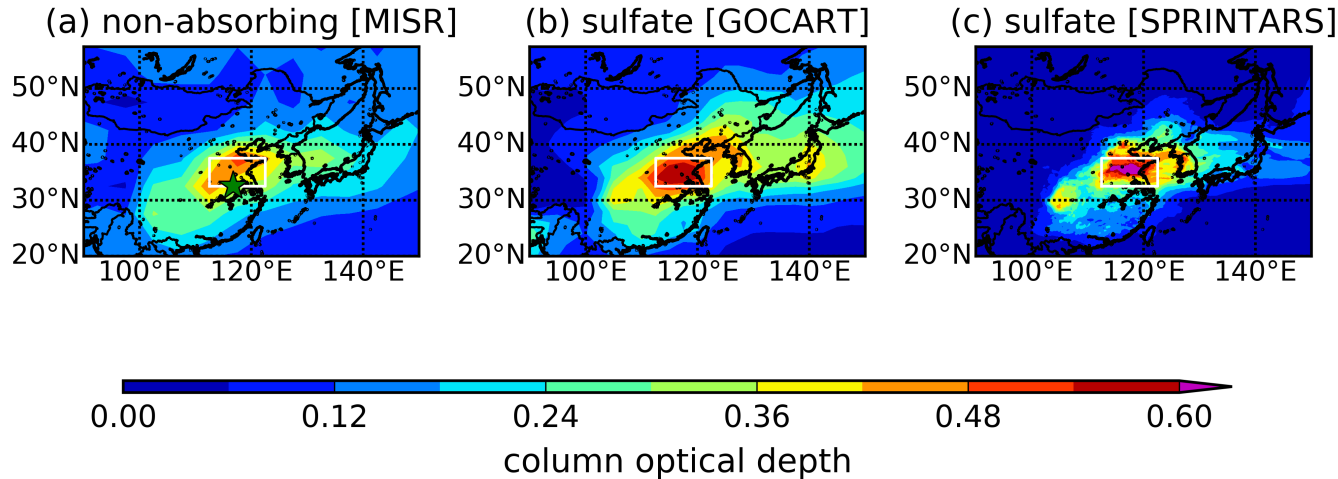 (a) non-absorbing [MISR] (b) sulfate [GOCART] (c) sulfate [SPRINTARS]
50°N 50°N 50°N
40°N 40°N 40°N
30°N 30°N 30°N
20°N 20°N 20°N
100°E 120°E 140°E 100°E 120°E 140°E 100°E 120°E 140°E
0.00 0.12 0.24 0.36 0.48 0.60
column optical depth